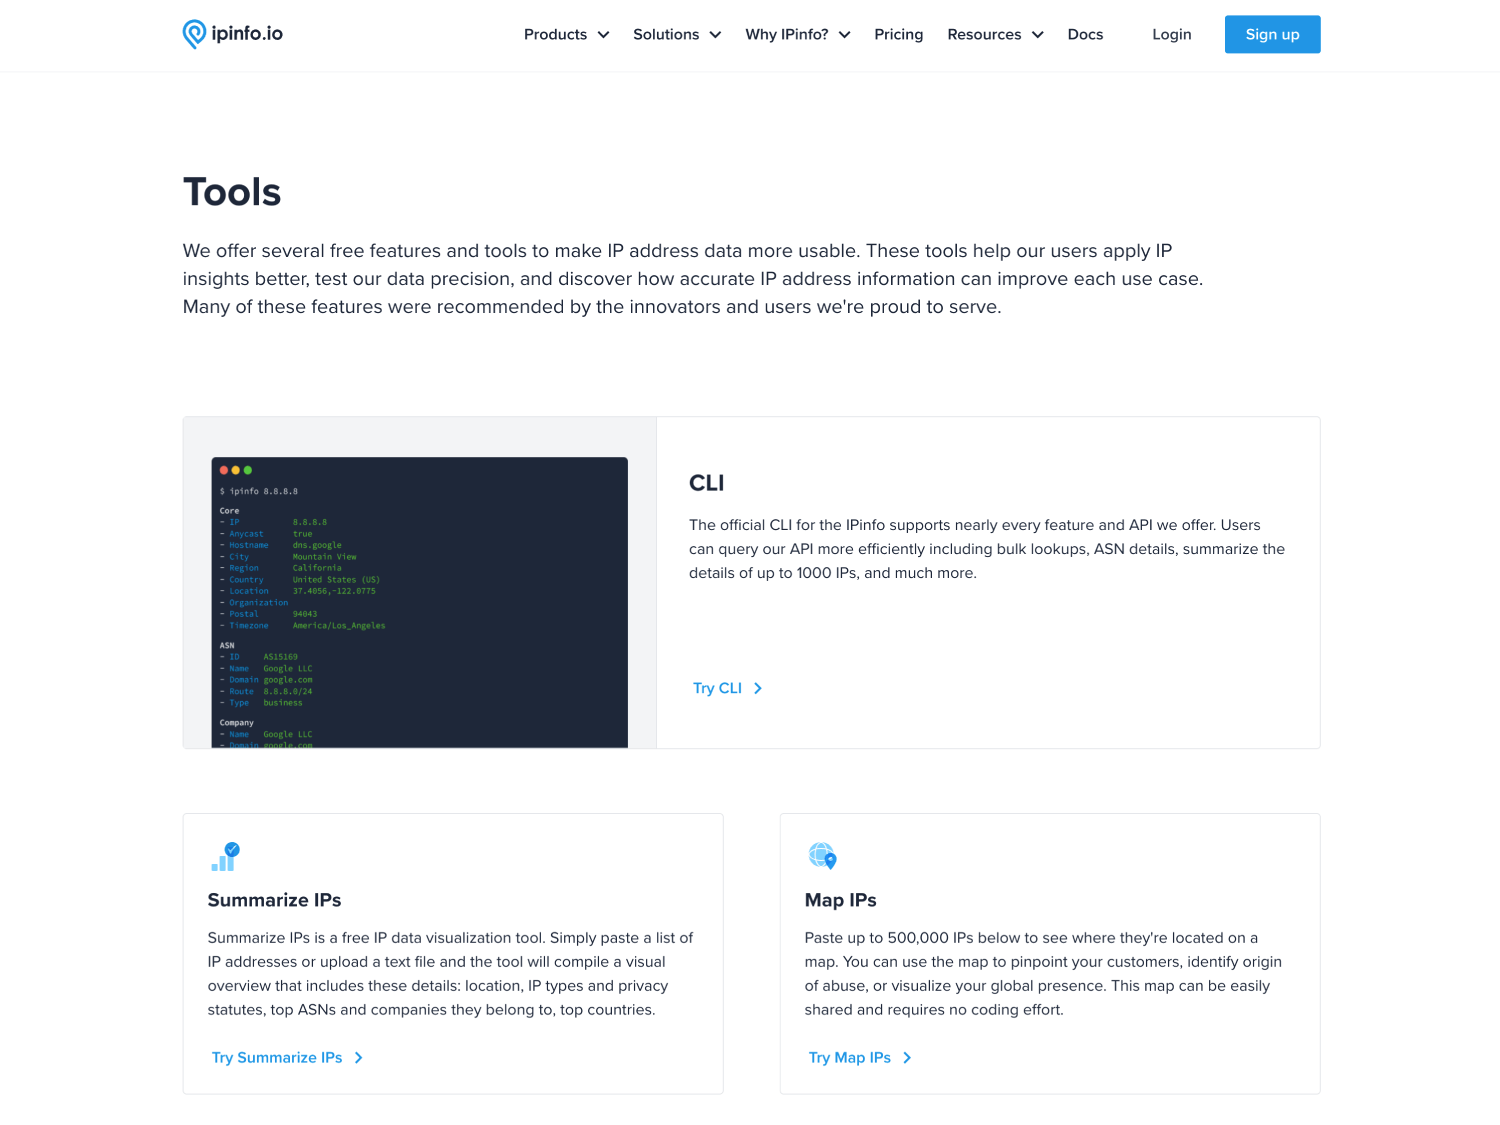 ipinfo.io
Products
Solutions
Why IPinfo?
Pricing
Resources
Docs
Login
Sign up
Tools
We offer several free features and tools to make IP address data more usable. These tools help our users apply IP
insights better, test our data precision, and discover how accurate IP address information can improve each use case.
Many of these features were recommended by the innovators and users we're proud to serve.
$ ipinfo 8.8.8.8
Core
- IP 8.8.8.8
- Anycast true
- Hostname dns.google
- City Mountain View
- Region California
- Country United States (US)
- Location 37.4056,-122.0775
- Organization
- Postal 94043
- Timezone America/Los_Angeles
ASN
- ID AS15169
- Name Google LLC
- Domain google.com
- Route 8.8.8.0/24
- Type business
Company
- Name Google LLC
- Domain google.com
CLI
The official CLI for the IPinfo supports nearly every feature and API we offer. Users
can query our API more efficiently including bulk lookups, ASN details, summarize the
details of up to 1000 IPs, and much more.
Try CLI
Summarize IPs
Summarize IPs is a free IP data visualization tool. Simply paste a list of
IP addresses or upload a text file and the tool will compile a visual
overview that includes these details: location, IP types and privacy
statutes, top ASNs and companies they belong to, top countries.
Try Summarize IPs
Map IPs
Paste up to 500,000 IPs below to see where they're located on a
map. You can use the map to pinpoint your customers, identify origin
of abuse, or visualize your global presence. This map can be easily
shared and requires no coding effort.
Try Map IPs